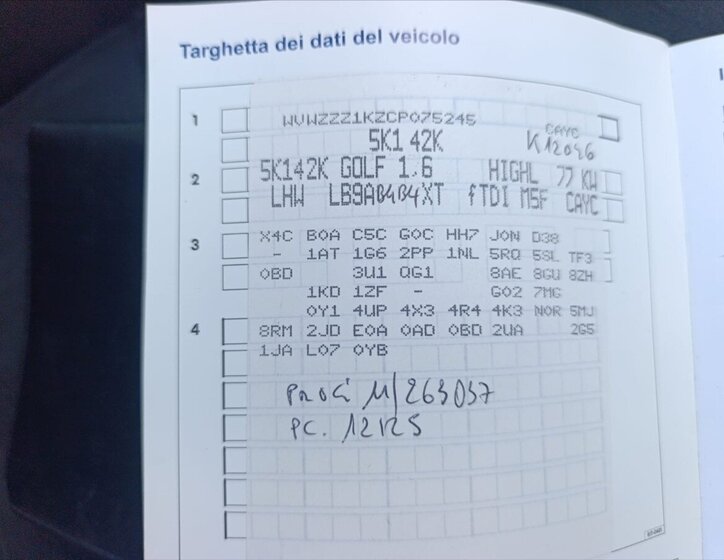 Targhetta dei dati del veicolo
1 WVWZZZ1KZCP075245 CAYC
5K1 42K K12046
5K142K GOLF 1.6 HIGHL 77 KW
2
LHW LB9AB4B4XT fTDI M5F CAYC
3 X4C B0A C5C G0C HH7 J0N D38
- 1AT 1G6 2PP 1NL 5RQ 5SL TF3
0BD 3U1 QG1 8AE 8GU 8ZH
1KD 1ZF - G02 7MG
0Y1 4UP 4X3 4R4 4K3 N0R 5MJ
4 8RM 2JD E0A 0AD 0BD 2UA 2G5
1JA L07 0YB
M/263037
PC. 12125